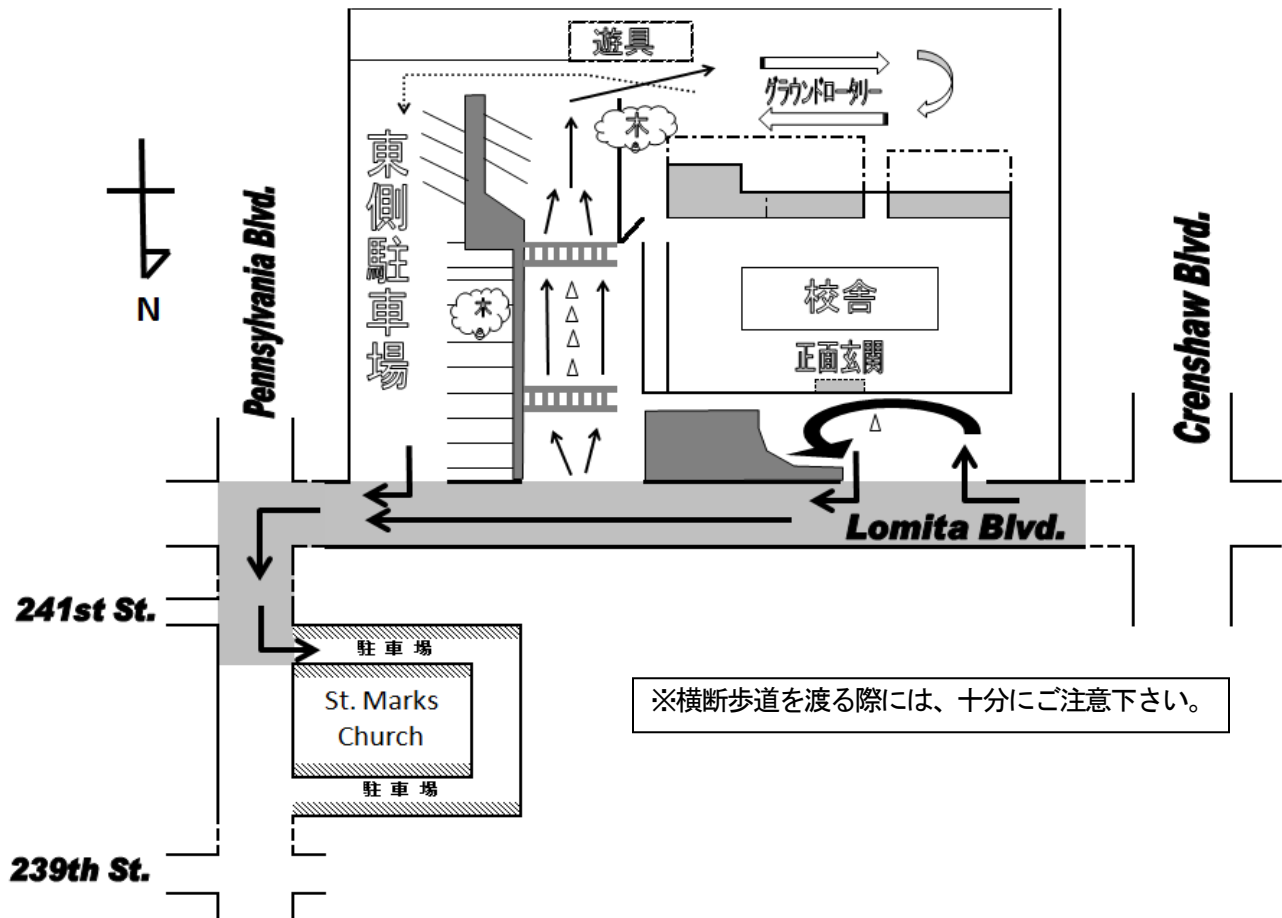 遊具
グラウンドロータリー
木
東側駐車場
木
校舎
正面玄関
N
Pennsylvania Blvd.
Crenshaw Blvd.
Lomita Blvd.
241st St.
駐車場
St. Marks
Church
駐車場
※横断歩道を渡る際には、十分にご注意下さい。
239th St.